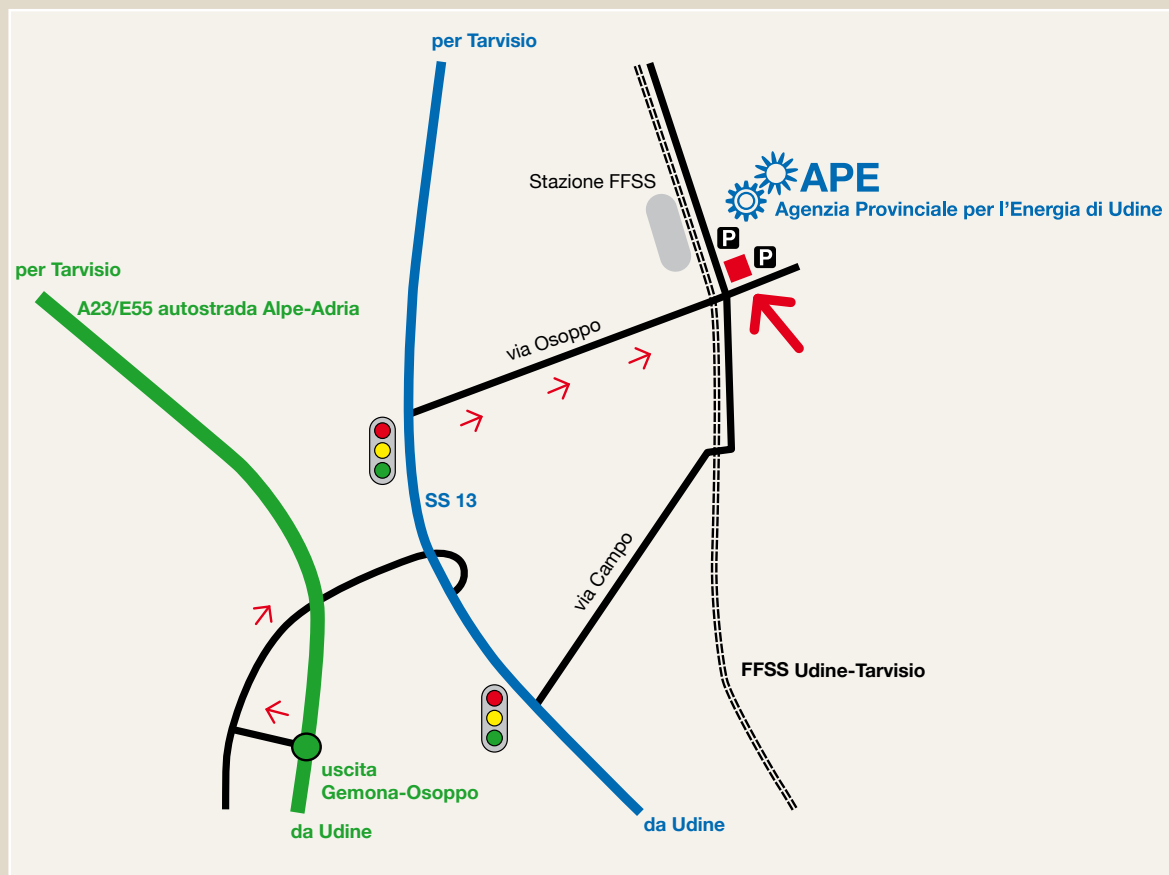 per Tarvisio
Stazione FFSS
APE
Agenzia Provinciale per l'Energia di Udine
P
P
per Tarvisio
A23/E55 autostrada Alpe-Adria
via Osoppo
SS 13
via Campo
FFSS Udine-Tarvisio
uscita
Gemona-Osoppo
da Udine
da Udine